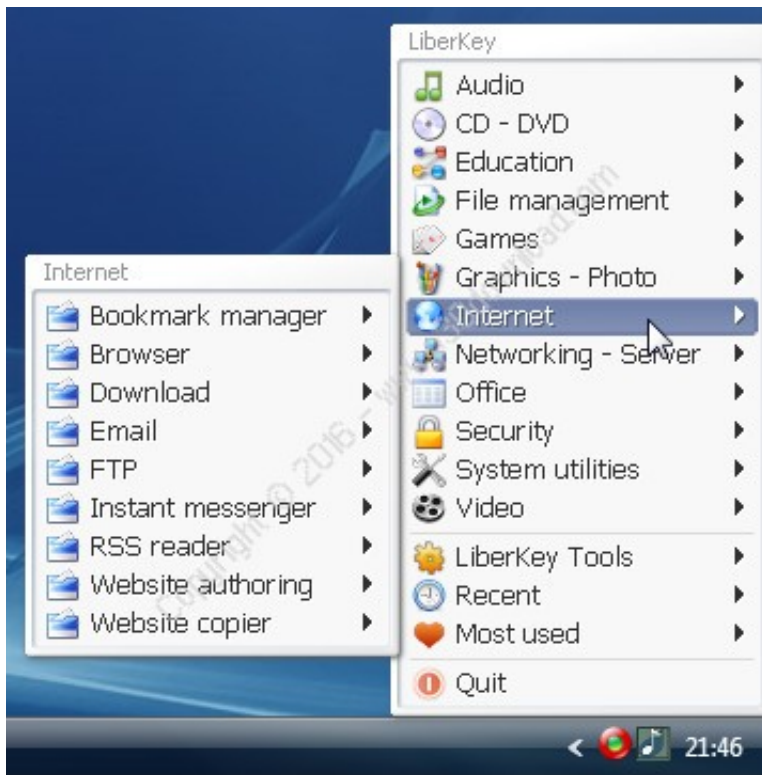 LiberKey
Audio
CD - DVD
Education
File management
Games
Graphics - Photo
Internet
Networking - Server
Office
Security
System utilities
Video
LiberKey Tools
Recent
Most used
Quit
Internet
Bookmark manager
Browser
Download
Email
FTP
Instant messenger
RSS reader
Website authoring
Website copier
Copyright © 2016 -
21:46